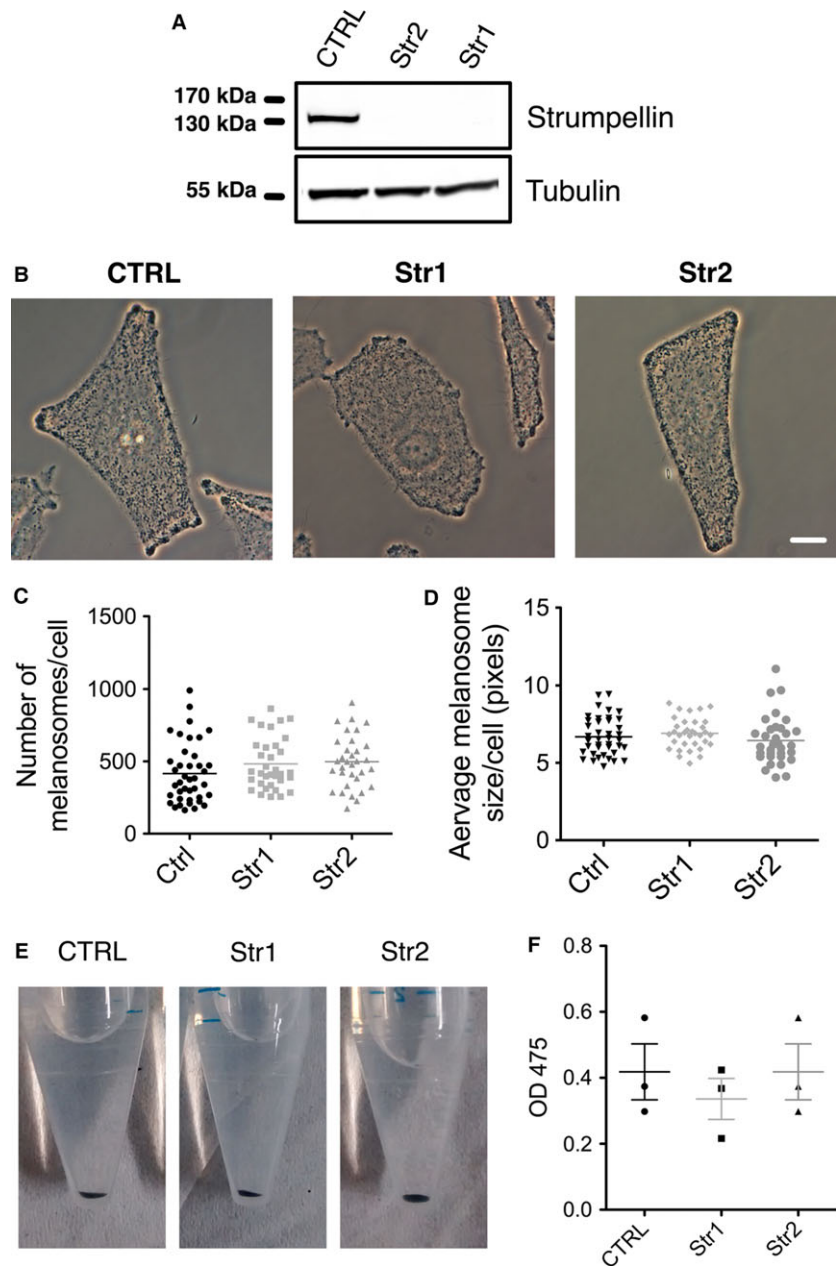 A
CTRL
Str2
Str1
170 kDa
130 kDa
Strumpellin
55 kDa
Tubulin
B
CTRL
Str1
Str2
C
Number of
melanosomes/cell
1500
1000
500
0
Ctrl
Str1
Str2
D
Aervage melanosome
size/cell (pixels)
15
10
5
0
Ctrl
Str1
Str2
E
CTRL
Str1
Str2
F
OD 475
0.8
0.6
0.4
0.2
0.0
CTRL
Str1
Str2